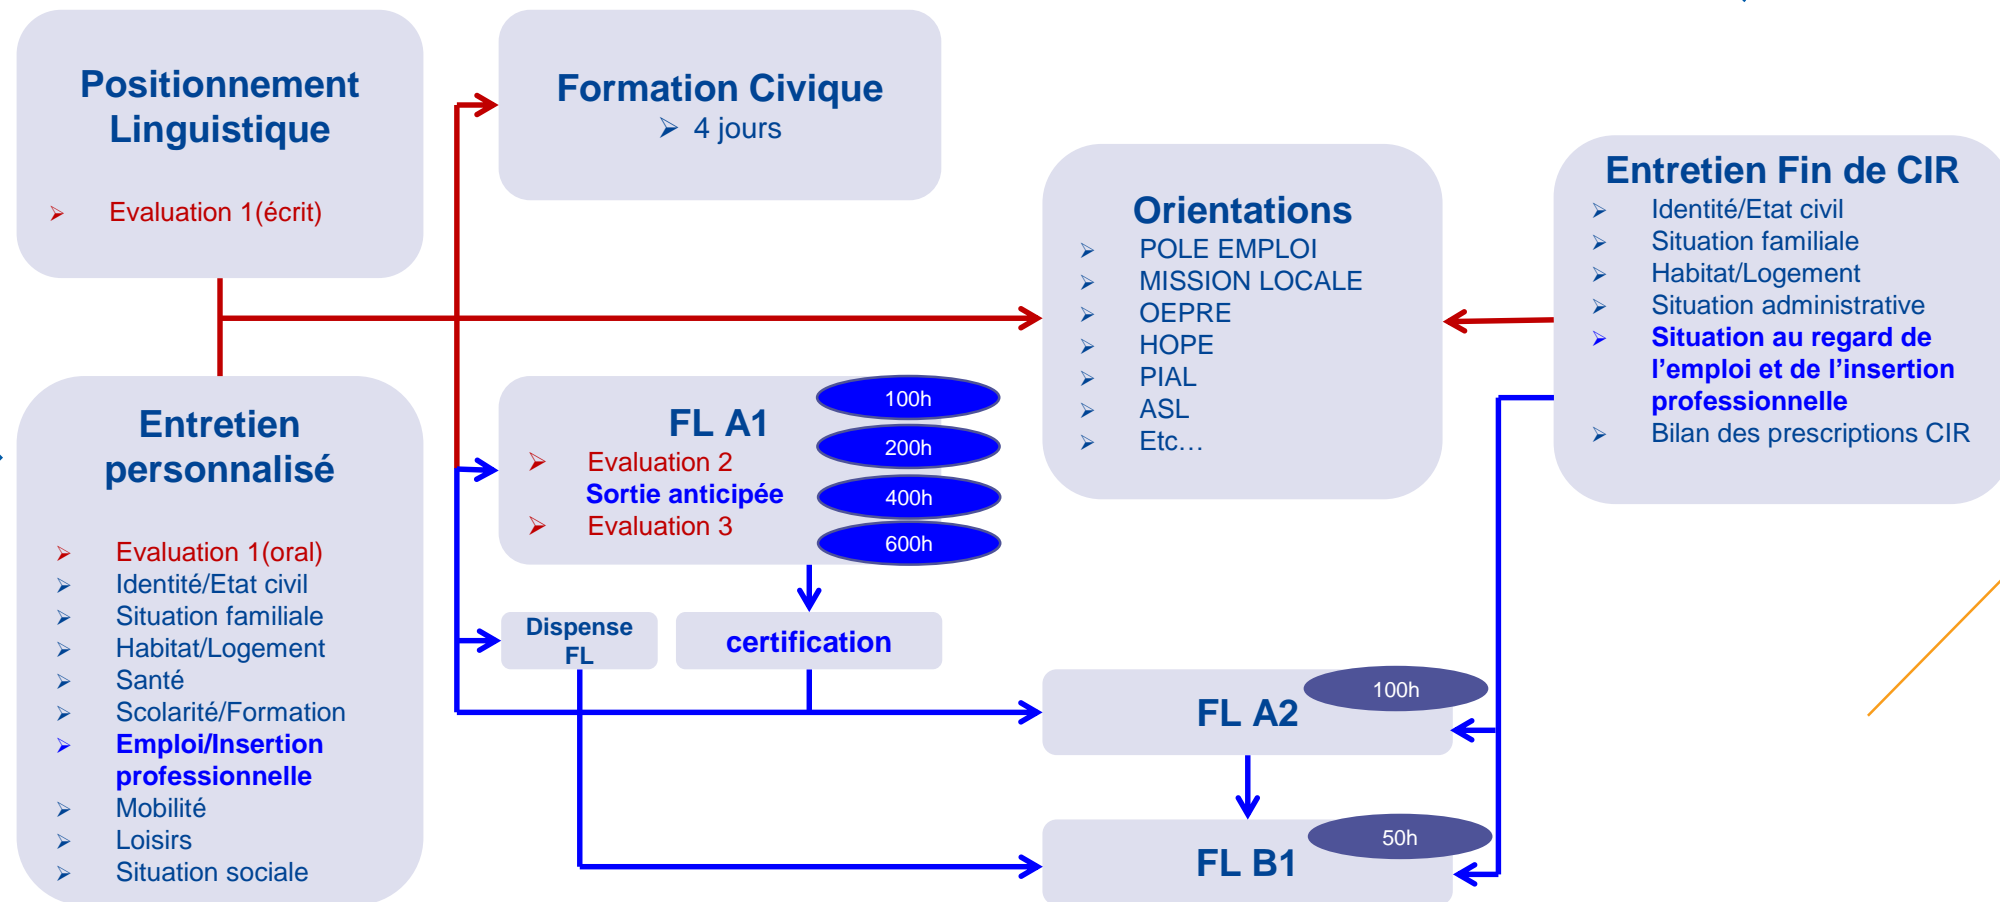 Positionnement
Linguistique
➢ Evaluation 1(écrit)
Entretien
personnalisé
➢ Evaluation 1(oral)
➢ Identité/Etat civil
➢ Situation familiale
➢ Habitat/Logement
➢ Santé
➢ Scolarité/Formation
➢ Emploi/Insertion
professionnelle
➢ Mobilité
➢ Loisirs
➢ Situation sociale
Formation Civique
➢ 4 jours
FL A1
➢ Evaluation 2
Sortie anticipée
➢ Evaluation 3
100h
200h
400h
600h
Dispense
FL
certification
Orientations
➢ POLE EMPLOI
➢ MISSION LOCALE
➢ OEPRE
➢ HOPE
➢ PIAL
➢ ASL
➢ Etc…
FL A2
100h
FL B1
50h
Entretien Fin de CIR
➢ Identité/Etat civil
➢ Situation familiale
➢ Habitat/Logement
➢ Situation administrative
➢ Situation au regard de
l’emploi et de l’insertion
professionnelle
➢ Bilan des prescriptions CIR